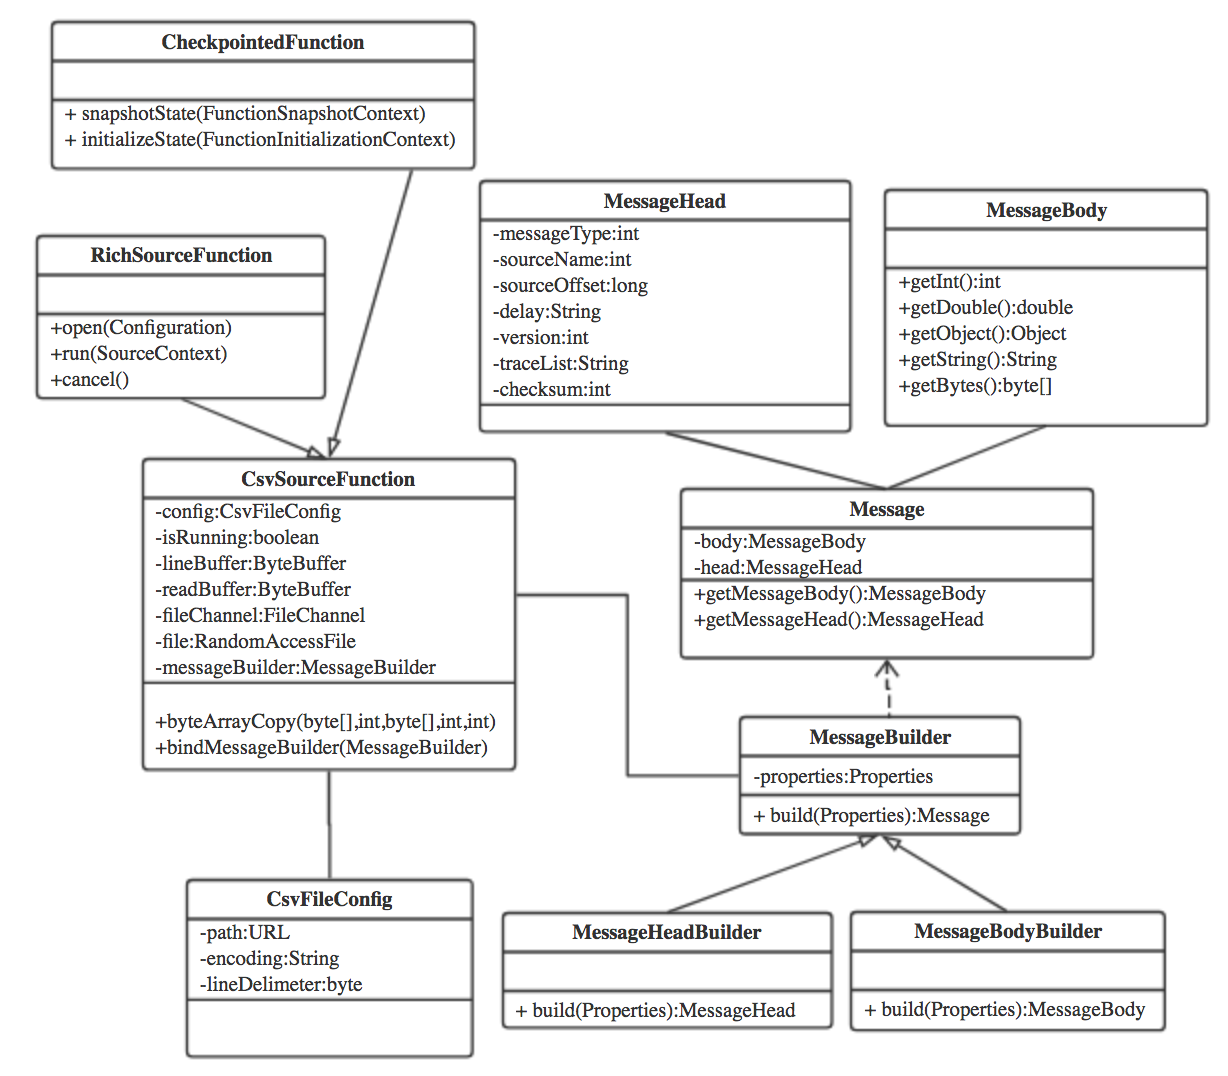 CheckpointedFunction
+ snapshotState(FunctionSnapshotContext)
+ initializeState(FunctionInitializationContext)
RichSourceFunction
+open(Configuration)
+run(SourceContext)
+cancel()
MessageHead
-messageType:int
-sourceName:int
-sourceOffset:long
-delay:String
-version:int
-traceList:String
-checksum:int
MessageBody
+getInt():int
+getDouble():double
+getObject():Object
+getString():String
+getBytes():byte[]
CsvSourceFunction
-config:CsvFileConfig
-isRunning:boolean
-lineBuffer:ByteBuffer
-readBuffer:ByteBuffer
-fileChannel:FileChannel
-file:RandomAccessFile
-messageBuilder:MessageBuilder
+byteArrayCopy(byte[],int,byte[],int,int)
+bindMessageBuilder(MessageBuilder)
Message
-body:MessageBody
-head:MessageHead
+getMessageBody():MessageBody
+getMessageHead():MessageHead
MessageBuilder
-properties:Properties
+ build(Properties):Message
CsvFileConfig
-path:URL
-encoding:String
-lineDelimeter:byte
MessageHeadBuilder
+ build(Properties):MessageHead
MessageBodyBuilder
+ build(Properties):MessageBody